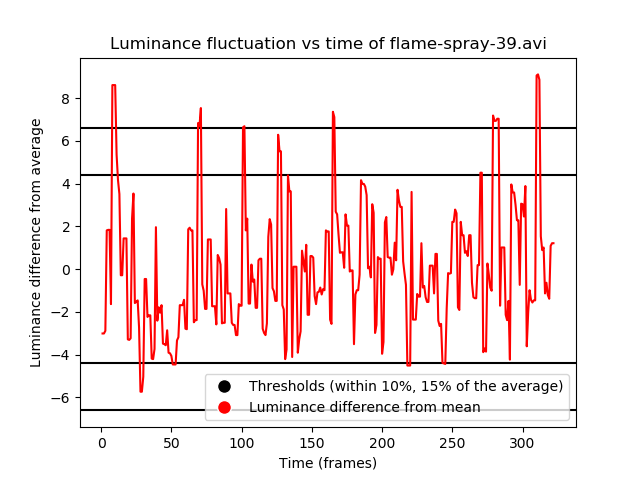 Luminance fluctuation vs time of flame-spray-39.avi
Luminance difference from average
8
6
4
2
0
−2
−4
−6
0 50 100 150 200 250 300
Time (frames)
Thresholds (within 10%, 15% of the average)
Luminance difference from mean